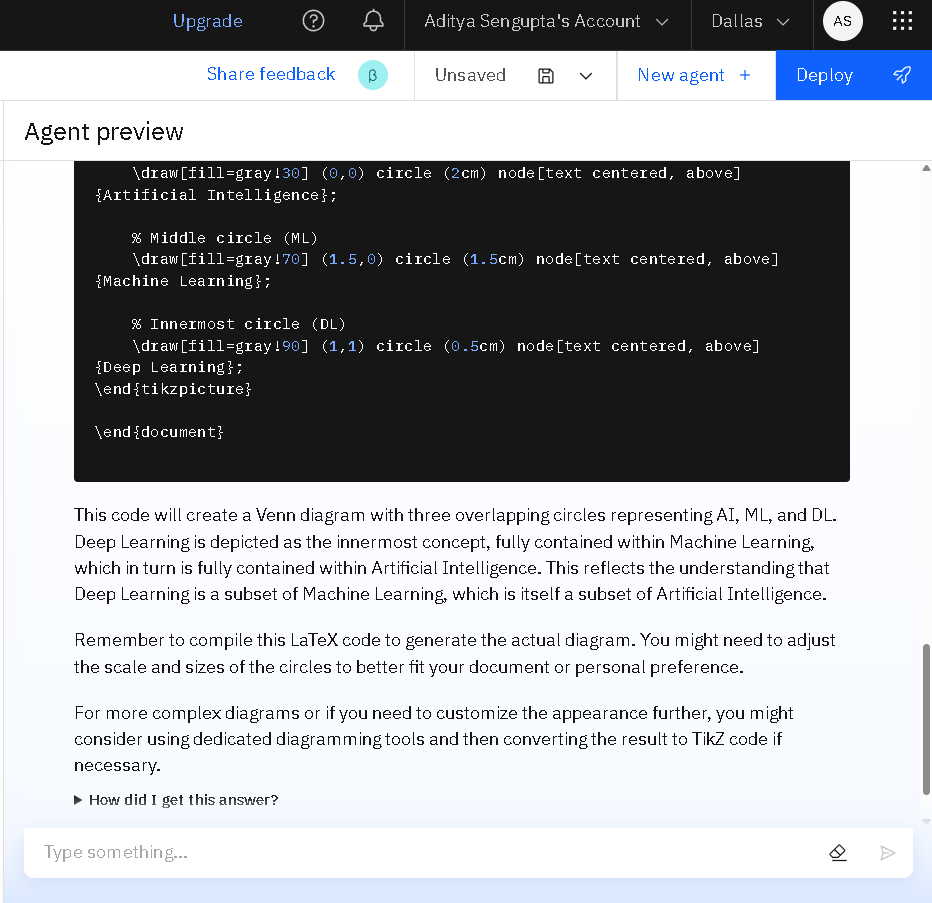 Upgrade
Aditya Sengupta's Account
Dallas
AS
Share feedback
β
Unsaved
New agent +
Deploy
Agent preview
\draw[fill=gray!30] (0,0) circle (2cm) node[text centered, above]
{Artificial Intelligence};
% Middle circle (ML)
\draw[fill=gray!70] (1.5,0) circle (1.5cm) node[text centered, above]
{Machine Learning};
% Innermost circle (DL)
\draw[fill=gray!90] (1,1) circle (0.5cm) node[text centered, above]
{Deep Learning};
\end{tikzpicture}
\end{document}
This code will create a Venn diagram with three overlapping circles representing AI, ML, and DL.
Deep Learning is depicted as the innermost concept, fully contained within Machine Learning,
which in turn is fully contained within Artificial Intelligence. This reflects the understanding that
Deep Learning is a subset of Machine Learning, which is itself a subset of Artificial Intelligence.
Remember to compile this LaTeX code to generate the actual diagram. You might need to adjust
the scale and sizes of the circles to better fit your document or personal preference.
For more complex diagrams or if you need to customize the appearance further, you might
consider using dedicated diagramming tools and then converting the result to TikZ code if
necessary.
How did I get this answer?
Type something...